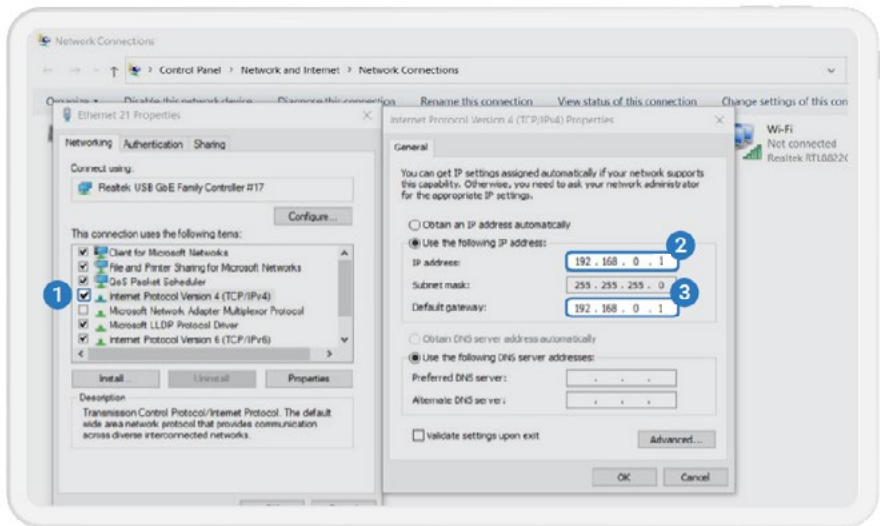 Network Connections
Control Panel > Network and Internet > Network Connections
Organize Disable this network device Diagnose this connection Rename this connection View status of this connection Change settings of this con
Ethernet 21 Properties
Networking Authentication Sharing
Connect using:
Realtek USB GbE Family Controller #17
Configure...
This connection uses the following items:
Client for Microsoft Networks
File and Printer Sharing for Microsoft Networks
QoS Packet Scheduler
1
Internet Protocol Version 4 (TCP/IPv4)
Microsoft Network Adapter Multiplexor Protocol
Microsoft LLDP Protocol Driver
Internet Protocol Version 6 (TCP/IPv6)
Install... Uninstall Properties
Description
Transmission Control Protocol/Internet Protocol. The default
wide area network protocol that provides communication
across diverse interconnected networks.
Internet Protocol Version 4 (TCP/IPv4) Properties
General
You can get IP settings assigned automatically if your network supports
this capability. Otherwise, you need to ask your network administrator
for the appropriate IP settings.
Obtain an IP address automatically
Use the following IP address:
2
IP address: 192 . 168 . 0 . 1
Subnet mask: 255 . 255 . 255 . 0
3
Default gateway: 192 . 168 . 0 . 1
Obtain DNS server address automatically
Use the following DNS server addresses:
Preferred DNS server: . . .
Alternate DNS server: . . .
Validate settings upon exit
Advanced...
OK Cancel
Wi-Fi
Not connected